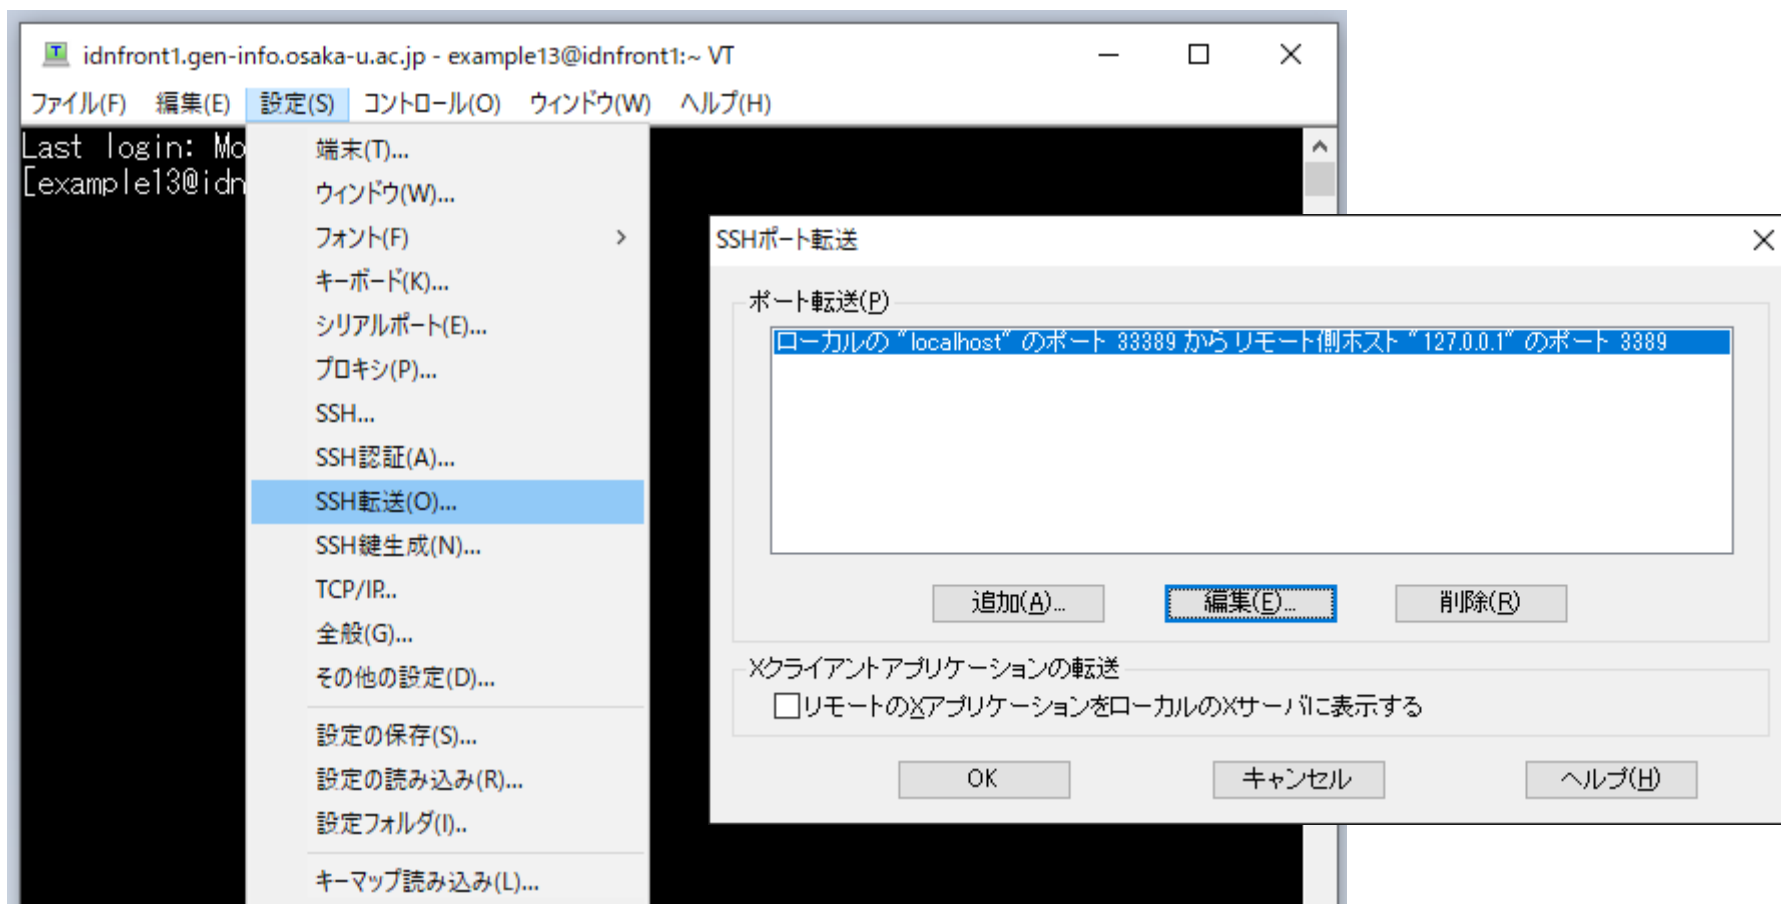 idnfront1.gen-info.osaka-u.ac.jp - example13@idnfront1:~ VT
ファイル(F) 編集(E) 設定(S) コントロール(O) ウィンドウ(W) ヘルプ(H)
Last login: Mo
[example13@idn
端末(T)...
ウィンドウ(W)...
フォント(F)
キーボード(K)...
シリアルポート(E)...
プロキシ(P)...
SSH...
SSH認証(A)...
SSH転送(O)...
SSH鍵生成(N)...
TCP/IP...
全般(G)...
その他の設定(D)...
設定の保存(S)...
設定の読み込み(R)...
設定フォルダ(I)..
キーマップ読み込み(L)...
SSHポート転送
ポート転送(P)
ローカルの "localhost" のポート 33389 から リモート側ホスト "127.0.0.1" のポート 3389
追加(A)... 編集(E)... 削除(R)
Xクライアントアプリケーションの転送
リモートのXアプリケーションをローカルのXサーバに表示する
OK キャンセル ヘルプ(H)